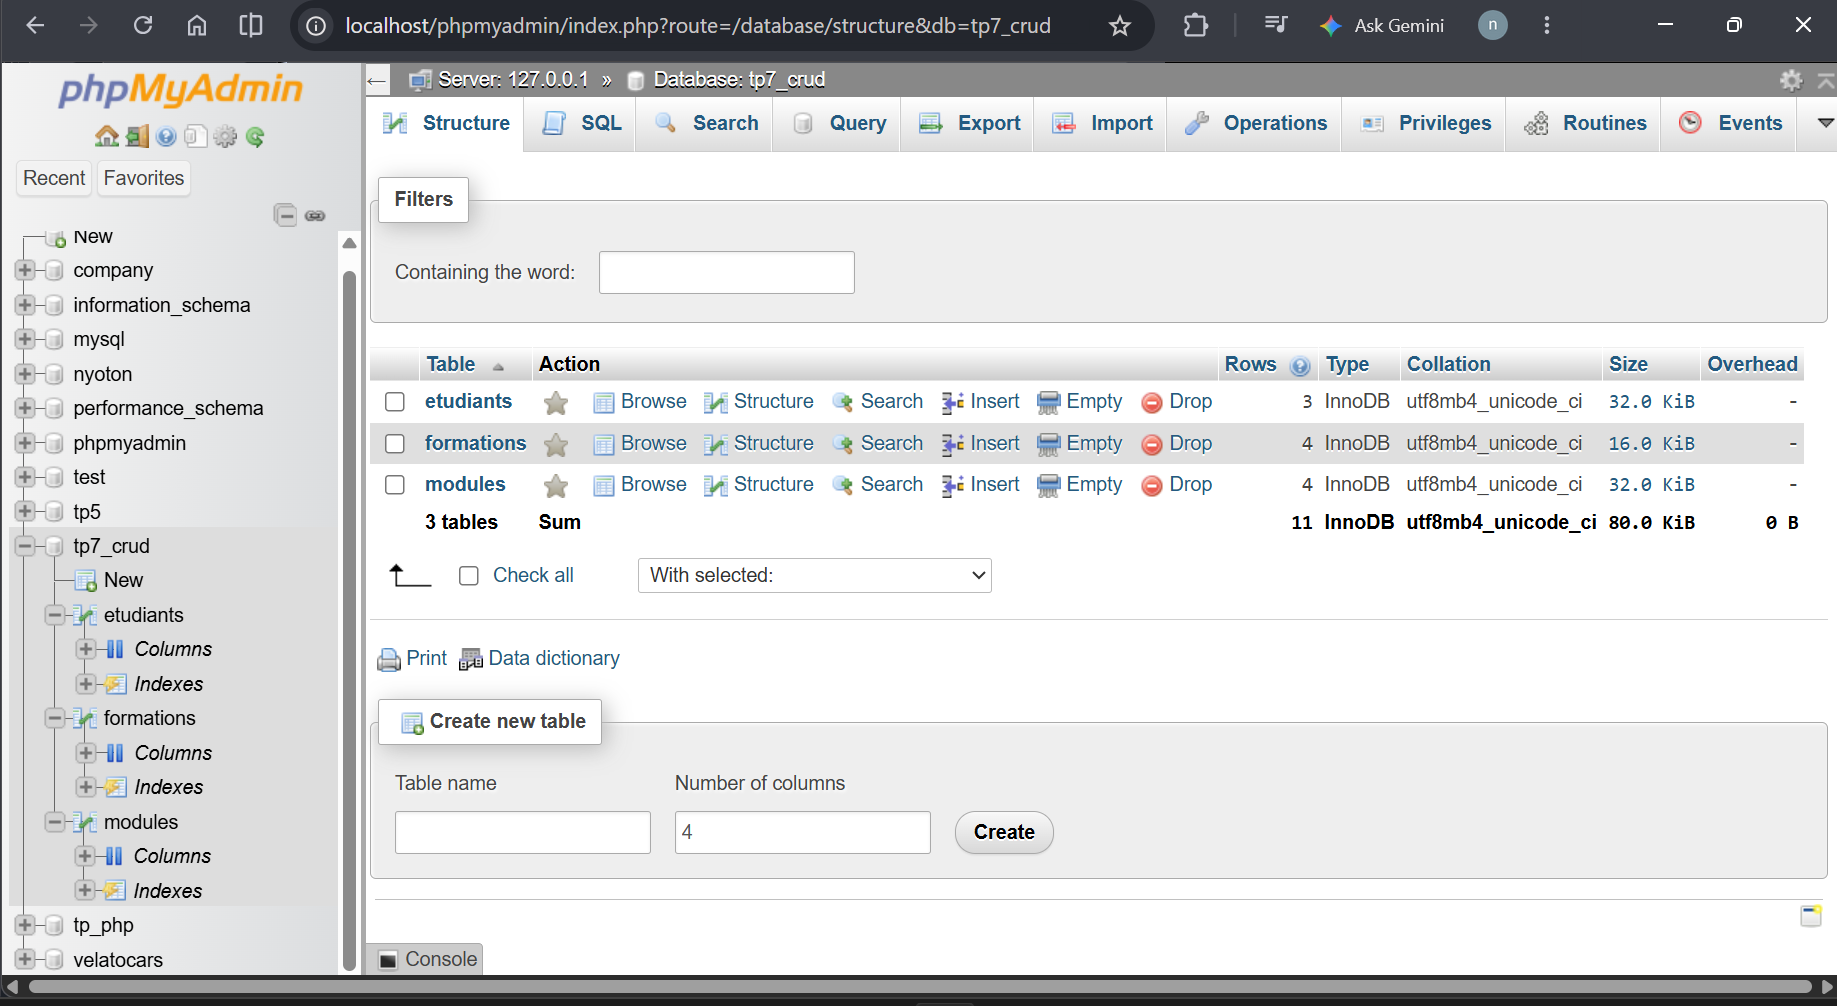 localhost/phpmyadmin/index.php?route=/database/structure&db=tp7_crud
Ask Gemini
n
phpMyAdmin
Recent
Favorites
New
company
information_schema
mysql
nyoton
performance_schema
phpmyadmin
test
tp5
tp7_crud
New
etudiants
Columns
Indexes
formations
Columns
Indexes
modules
Columns
Indexes
tp_php
velatocars
Server: 127.0.0.1 » Database: tp7_crud
Structure SQL Search Query Export Import Operations Privileges Routines Events
Filters
Containing the word:
Table Action Rows Type Collation Size Overhead
etudiants Browse Structure Search Insert Empty Drop 3 InnoDB utf8mb4_unicode_ci 32.0 KiB -
formations Browse Structure Search Insert Empty Drop 4 InnoDB utf8mb4_unicode_ci 16.0 KiB -
modules Browse Structure Search Insert Empty Drop 4 InnoDB utf8mb4_unicode_ci 32.0 KiB -
3 tables Sum 11 InnoDB utf8mb4_unicode_ci 80.0 KiB 0 B
Check all With selected:
Print Data dictionary
Create new table
Table name Number of columns
4 Create
Console